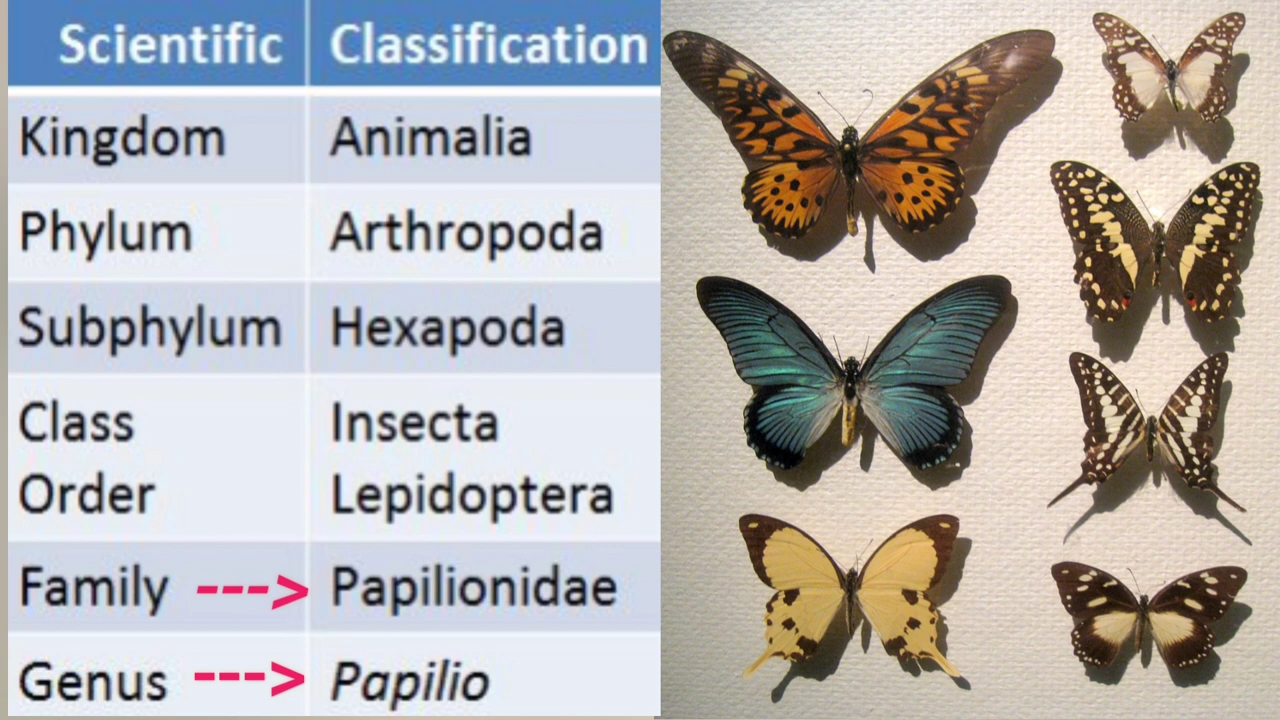 Scientific Classification
Kingdom Animalia
Phylum Arthropoda
Subphylum Hexapoda
Class Insecta
Order Lepidoptera
Family ---> Papilionidae
Genus ---> Papilio